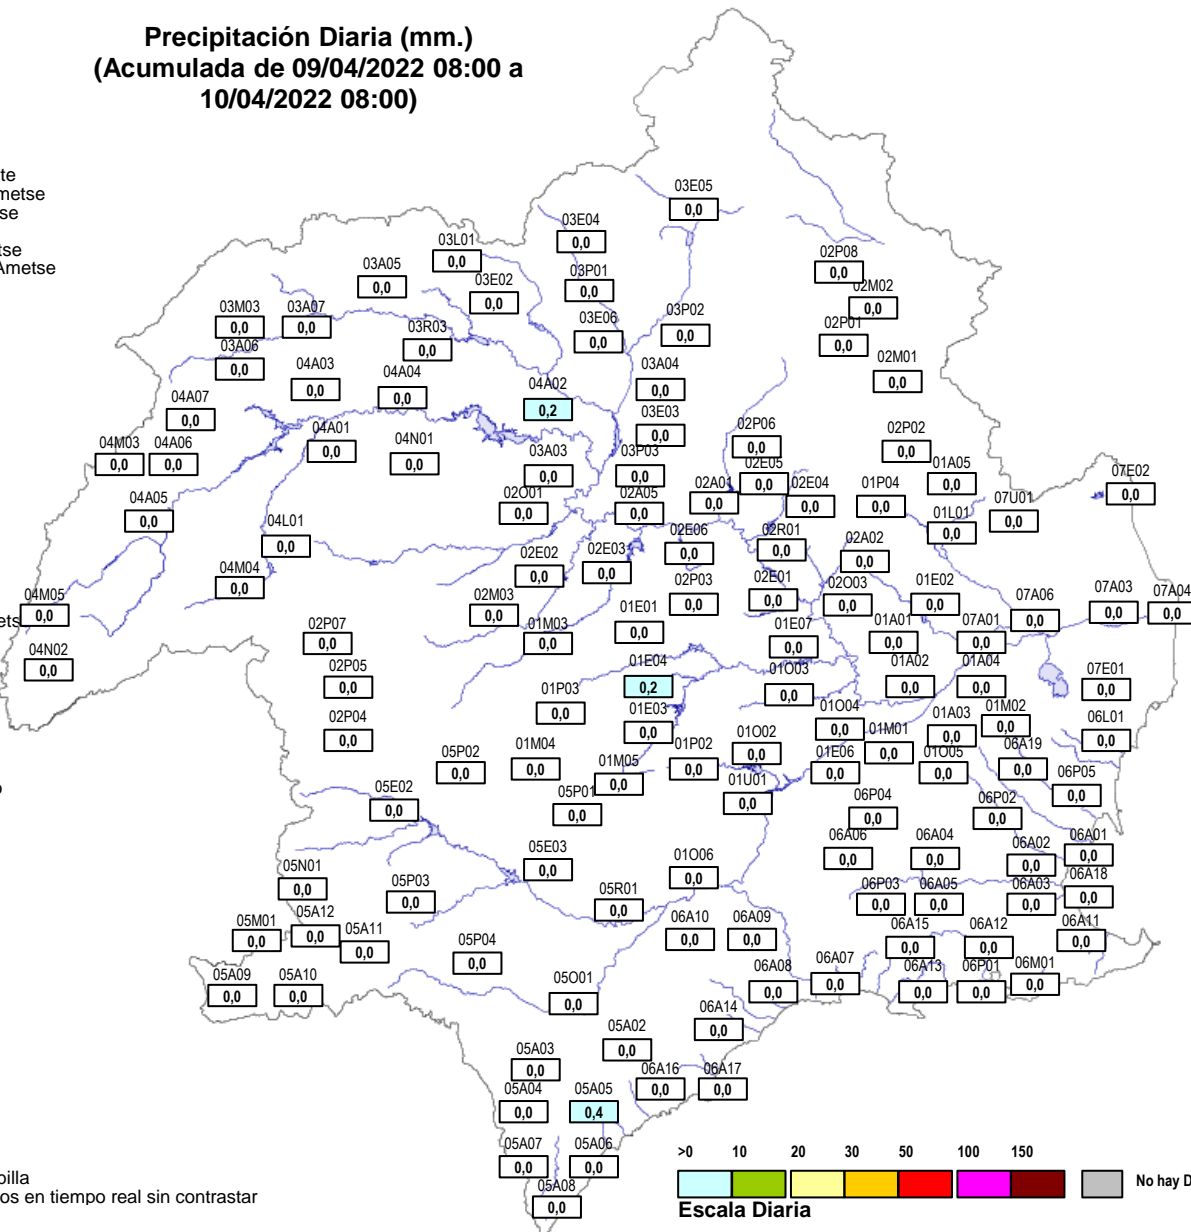 Precipitación Diaria (mm.)
(Acumulada de 09/04/2022 08:00 a
10/04/2022 08:00)
te
metse
se
tse
Ametse
ets
o
oilla
os en tiempo real sin contrastar
03E05
0,0
03E04
0,0
03L01
0,0
02P08
0,0
03A05
0,0
03E02
0,0
03P01
0,0
02M02
0,0
03M03
0,0
03A07
0,0
03R03
0,0
03E06
0,0
03P02
0,0
02P01
0,0
03A06
0,0
04A03
0,0
04A04
0,0
04A02
0,2
03A04
0,0
02M01
0,0
04A07
0,0
03E03
0,0
04M03
0,0
04A06
0,0
04A01
0,0
04N01
0,0
03A03
0,0
03P03
0,0
02P06
0,0
02P02
0,0
02E05
0,0
01A05
0,0
07E02
0,0
04A05
0,0
02O01
0,0
02A05
0,0
02A01
0,0
02E04
0,0
01P04
0,0
07U01
0,0
04L01
0,0
01L01
0,0
02E06
0,0
02R01
0,0
02A02
0,0
02E02
0,0
02E03
0,0
04M04
0,0
02P03
0,0
02E01
0,0
02O03
0,0
01E02
0,0
07A03
0,0
07A04
0,0
04M05
0,0
02M03
0,0
01E01
0,0
07A06
0,0
02P07
0,0
01M03
0,0
01E07
0,0
01A01
0,0
07A01
0,0
04N02
0,0
02P05
0,0
01E04
0,2
01O03
0,0
01A02
0,0
01A04
0,0
07E01
0,0
01P03
0,0
01E03
0,0
01O04
0,0
01A03
0,0
01M02
0,0
06L01
0,0
02P04
0,0
05P02
0,0
01M04
0,0
01M05
0,0
01P02
0,0
01O02
0,0
01E06
0,0
01M01
0,0
01O05
0,0
06A19
0,0
06P05
0,0
05E02
0,0
05P01
0,0
01U01
0,0
06P04
0,0
06P02
0,0
05E03
0,0
01O06
0,0
06A06
0,0
06A04
0,0
06A02
0,0
06A01
0,0
05N01
0,0
05P03
0,0
05R01
0,0
06P03
0,0
06A05
0,0
06A03
0,0
06A18
0,0
05M01
0,0
05A12
0,0
05A11
0,0
05P04
0,0
06A10
0,0
06A09
0,0
06A15
0,0
06A12
0,0
06A11
0,0
05A09
0,0
05A10
0,0
05O01
0,0
06A08
0,0
06A07
0,0
06A13
0,0
06P01
0,0
06M01
0,0
06A14
0,0
05A02
0,0
05A03
0,0
06A16
0,0
06A17
0,0
05A04
0,0
05A05
0,4
05A07
0,0
05A06
0,0
05A08
0,0
>0 10 20 30 50 100 150
No hay D
Escala Diaria